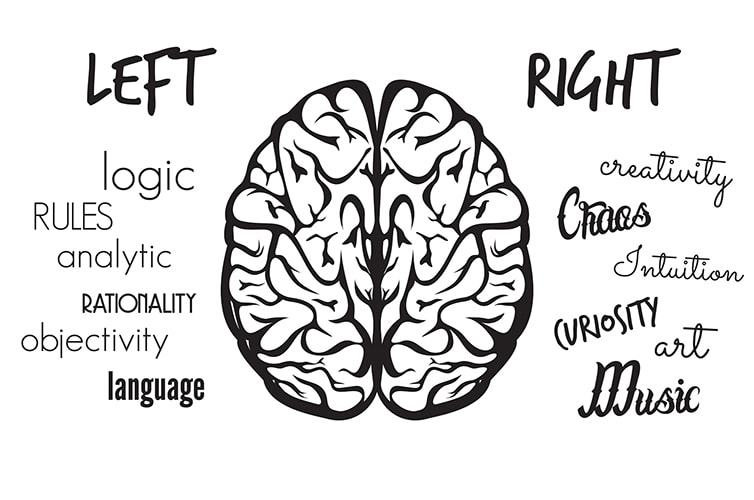 LEFT
logic
RULES
analytic
RATIONALITY
objectivity
language
RIGHT
creativity
Chaos
Intuition
CURIOSITY
art
Music